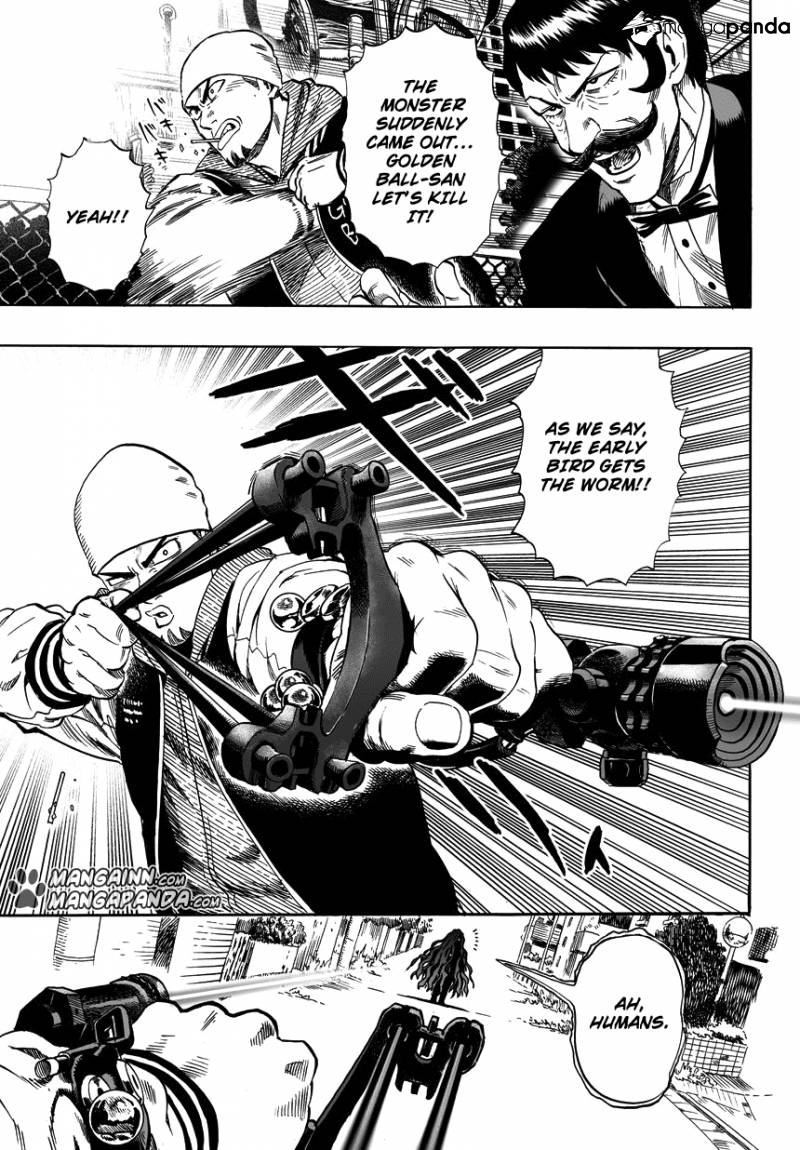 mangapanda
THE
MONSTER
SUDDENLY
CAME OUT...
GOLDEN
BALL-SAN
LET'S KILL
IT!
YEAH!!
G
B
AS WE SAY,
THE EARLY
BIRD GETS
THE WORM!!
MANGAINN.COM
MANGAPANDA.COM
AH,
HUMANS.